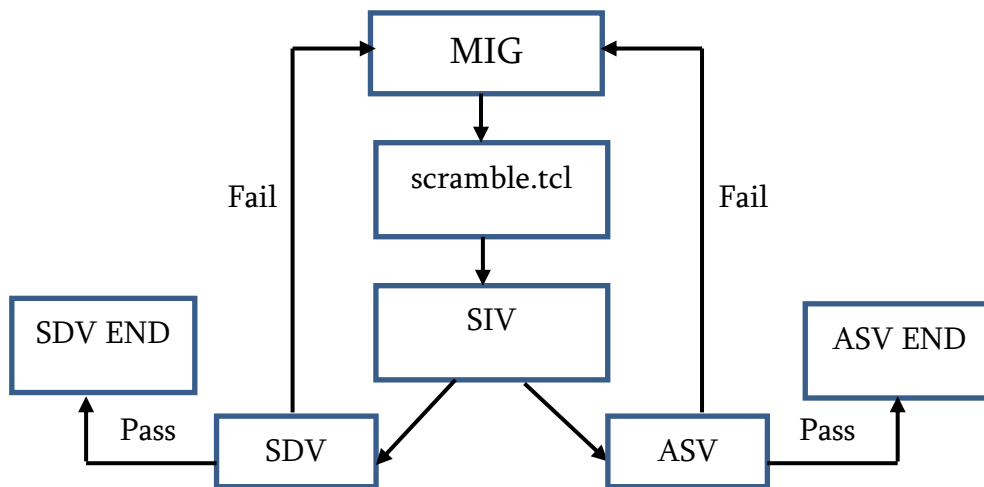 MIG
scramble.tcl
Fail
Fail
SIV
SDV END
ASV END
Pass
SDV
ASV
Pass